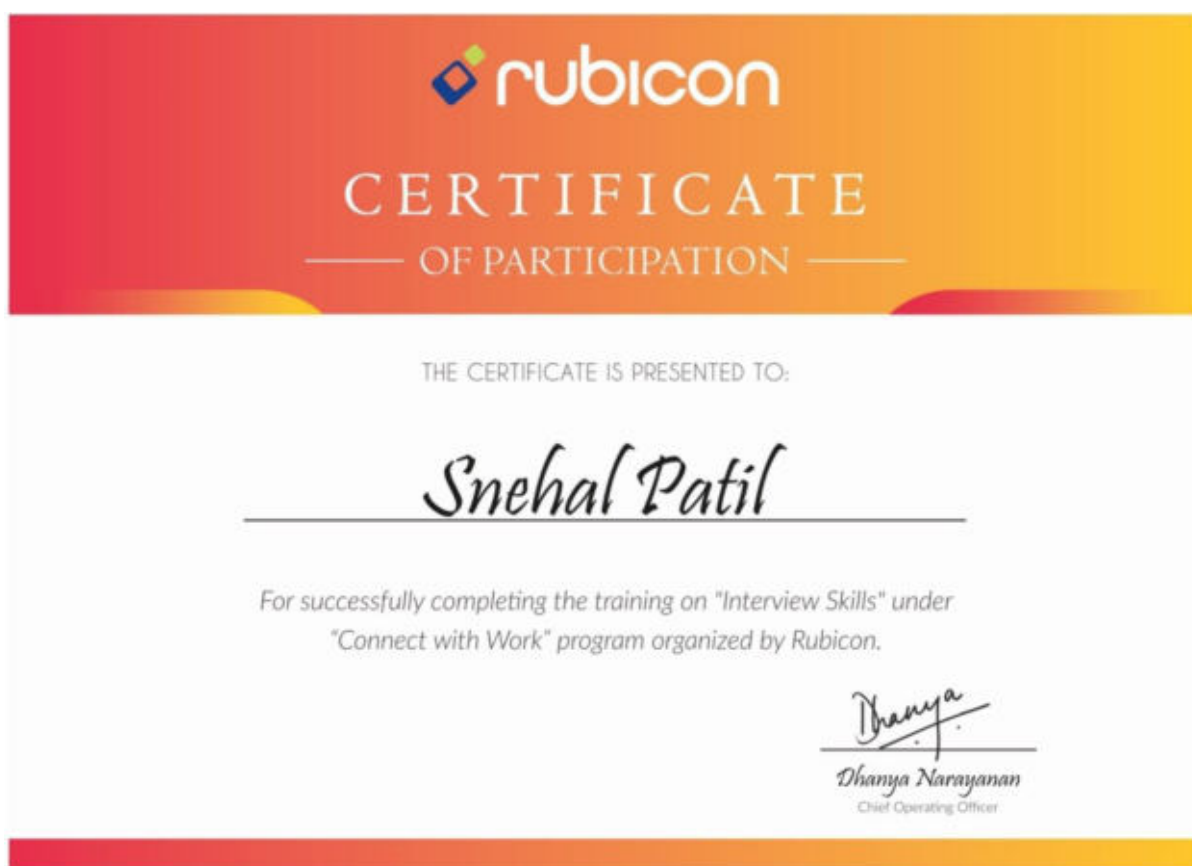 rubicon
CERTIFICATE
OF PARTICIPATION
THE CERTIFICATE IS PRESENTED TO:
Snehal Patil
For successfully completing the training on "Interview Skills" under
"Connect with Work" program organized by Rubicon.
Dhanya
Dhanya Narayanan
Chief Operating Officer